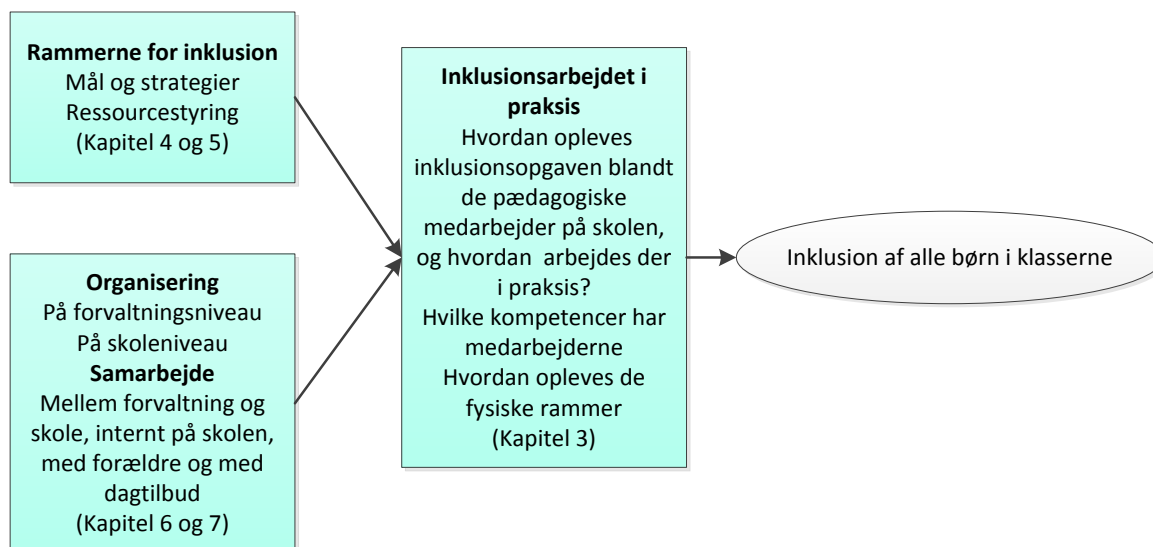 Rammerne for inklusion
Mål og strategier
Ressourcestyring
(Kapitel 4 og 5)
Organisering
På forvaltningsniveau
På skoleniveau
Samarbejde
Mellem forvaltning og
skole, internt på skolen,
med forældre og med
dagtilbud
(Kapitel 6 og 7)
Inklusionsarbejdet i
praksis
Hvordan opleves
inklusionsopgaven blandt
de pædagogiske
medarbejder på skolen,
og hvordan arbejdes der
i praksis?
Hvilke kompetencer har
medarbejderne
Hvordan opleves de
fysiske rammer
(Kapitel 3)
Inklusion af alle børn i klasserne